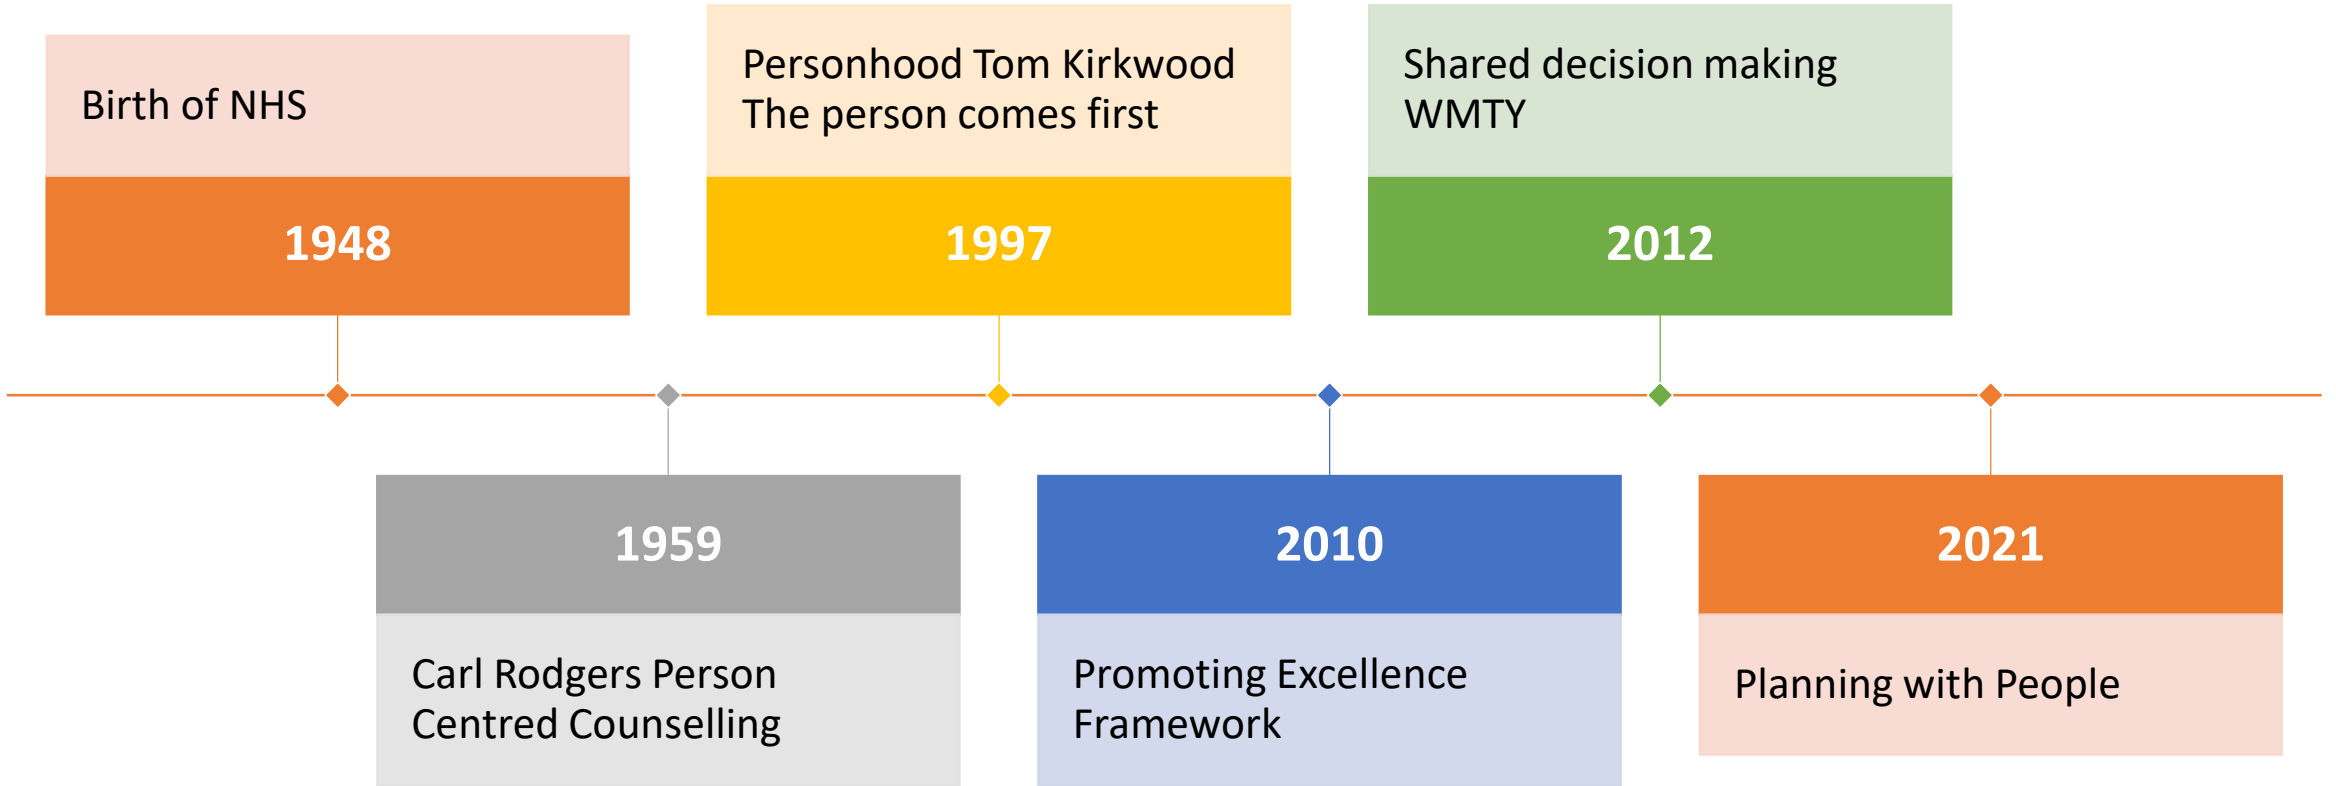 Birth of NHS
1948
Carl Rodgers Person
Centred Counselling
1959
Personhood Tom Kirkwood
The person comes first
1997
2010
Promoting Excellence
Framework
Shared decision making
WMTY
2012
2021
Planning with People